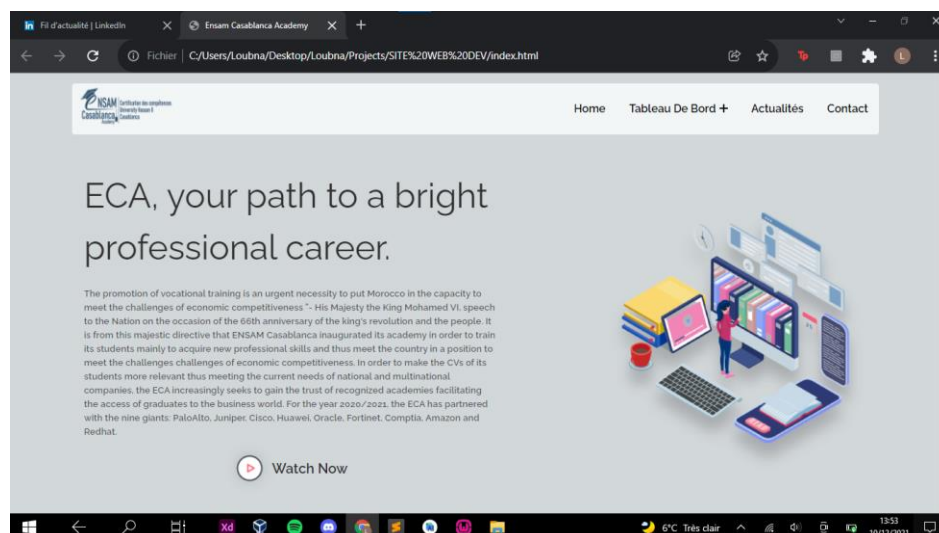 Fil d'actualité | LinkedIn
Ensam Casablanca Academy
Fichier C:/Users/Loubna/Desktop/Loubna/Projects/SITE%20WEB%20DEV/index.html
NSAM
Casablanca
Academy
Home Tableau De Bord + Actualités Contact
ECA, your path to a bright
professional career.
The promotion of vocational training is an urgent necessity to put Morocco in the capacity to
meet the challenges of economic competitiveness "- His Majesty the King Mohamed VI, speech
to the Nation on the occasion of the 66th anniversary of the king's revolution and the people. It
is from this majestic directive that ENSAM Casablanca inaugurated its academy in order to train
its students mainly to acquire new professional skills and thus meet the country in a position to
meet the challenges challenges of economic competitiveness. In order to make the CVs of its
students more relevant thus meeting the current needs of national and multinational
companies, the ECA increasingly seeks to gain the trust of recognized academies facilitating
the access of graduates to the business world. For the year 2020/2021, the ECA has partnered
with the nine giants: PaloAlto, Juniper, Cisco, Huawei, Oracle, Fortinet, Comptia, Amazon and
Redhat.
Watch Now
Xd
6°C Très clair
13:53
10/12/2021